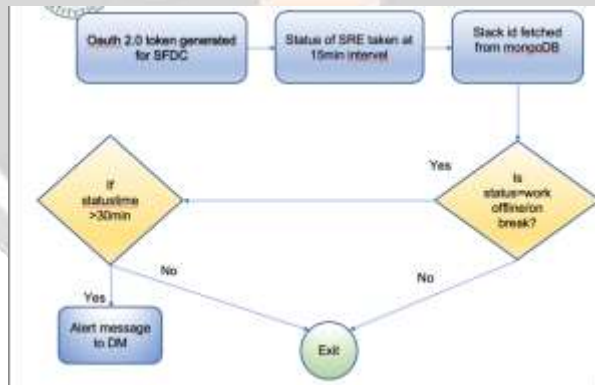 Oauth 2.0 token generated
for SFDC
Status of SRE taken at
15min interval
Slack id fetched
from mongoDB
If
statustime
>30min
Yes
Is
status=work
offline/on
break?
No
No
Yes
Alert message
to DM
Exit